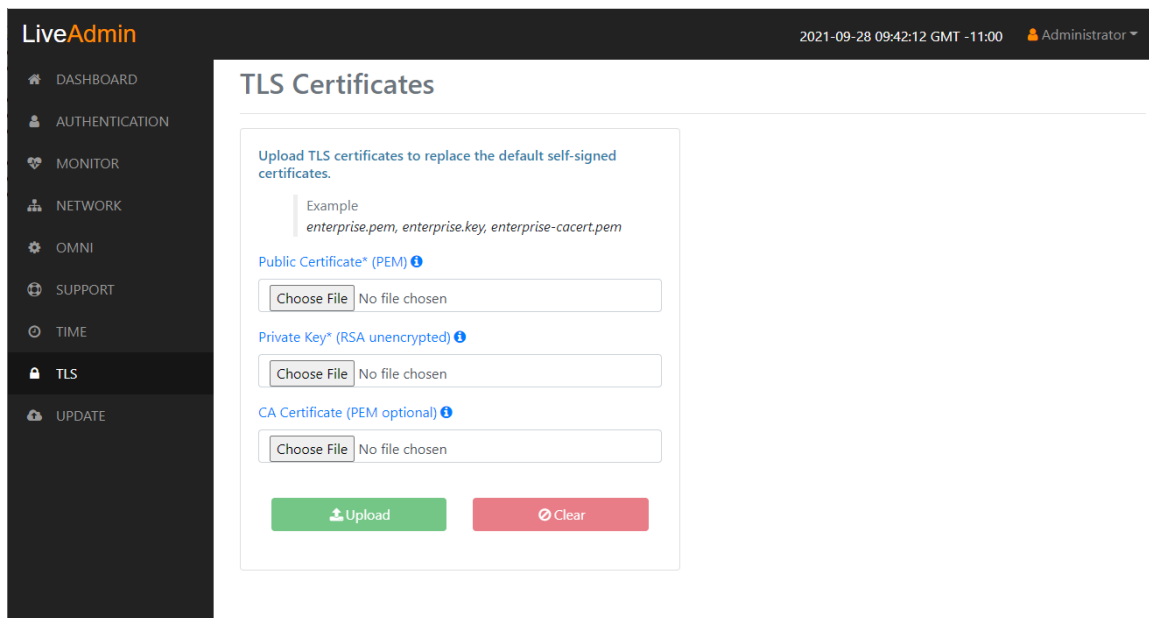 LiveAdmin
2021-09-28 09:42:12 GMT -11:00
Administrator
DASHBOARD
AUTHENTICATION
MONITOR
NETWORK
OMNI
SUPPORT
TIME
TLS
UPDATE
TLS Certificates
Upload TLS certificates to replace the default self-signed
certificates.
Example
enterprise.pem, enterprise.key, enterprise-cacert.pem
Public Certificate* (PEM)
Choose File No file chosen
Private Key* (RSA unencrypted)
Choose File No file chosen
CA Certificate (PEM optional)
Choose File No file chosen
Upload
Clear